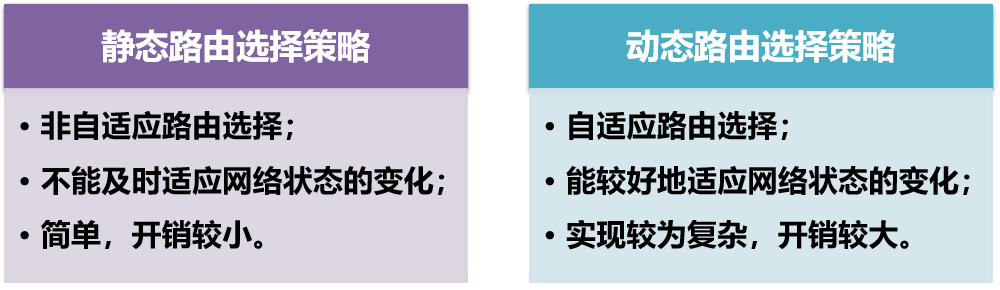 静态路由选择策略
• 非自适应路由选择；
• 不能及时适应网络状态的变化；
• 简单，开销较小。
动态路由选择策略
• 自适应路由选择；
• 能较好地适应网络状态的变化；
• 实现较为复杂，开销较大。